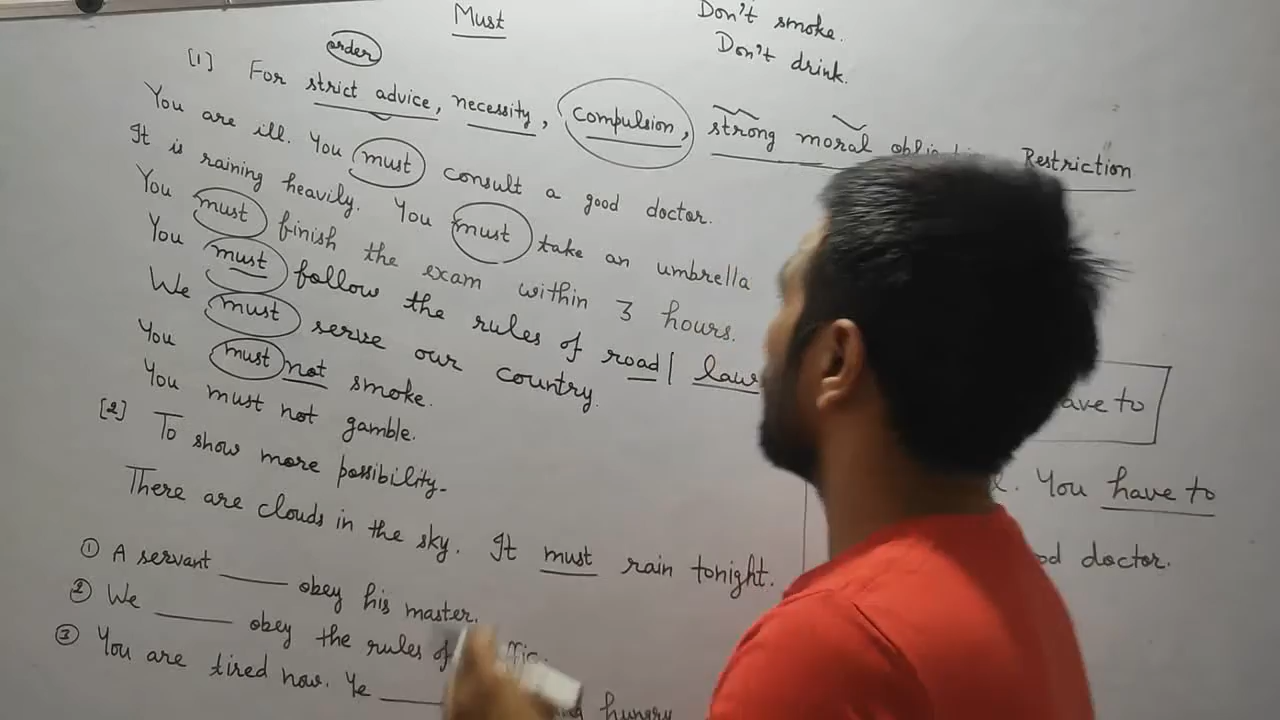 Must
Don't smoke.
Don't drink.
order
[1] For strict advice, necessity, compulsion, strong moral Restriction
You are ill. You must consult a good doctor.
It is raining heavily. You must take an umbrella
You must finish the exam within 3 hours.
You must follow the rules of road/ law
We must serve our country.
You must not smoke.
You must not gamble.
[2] To show more possibility.
There are clouds in the sky. It must rain tonight.
① A servant ____ obey his master.
② We ____ obey the rules of
③ You are tired now. Ye ____ hungry
have to
You have to
doctor.